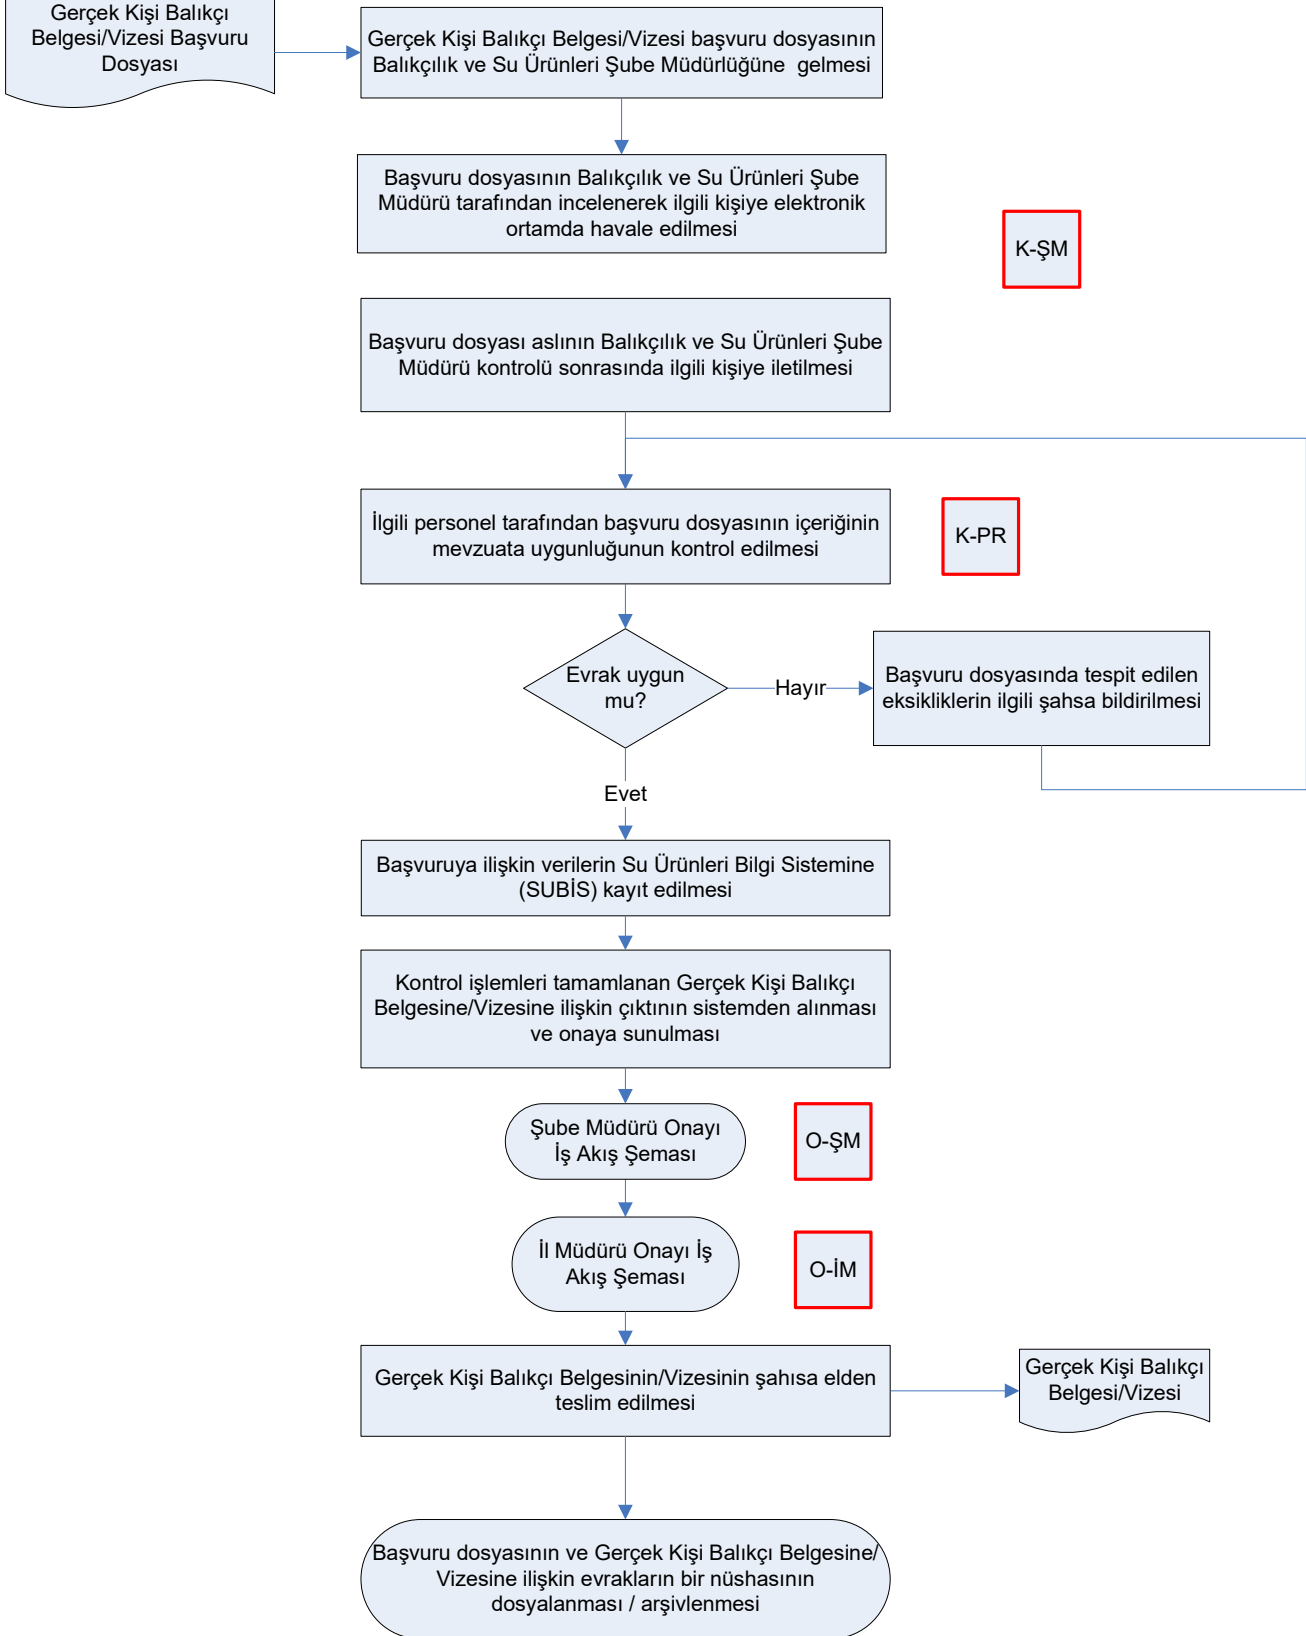 Gerçek Kişi Balıkçı
Belgesi/Vizesi Başvuru
Dosyası
Gerçek Kişi Balıkçı Belgesi/Vizesi başvuru dosyasının
Balıkçılık ve Su Ürünleri Şube Müdürlüğüne gelmesi
Başvuru dosyasının Balıkçılık ve Su Ürünleri Şube
Müdürü tarafından incelenerek ilgili kişiye elektronik
ortamda havale edilmesi
K-ŞM
Başvuru dosyası aslının Balıkçılık ve Su Ürünleri Şube
Müdürü kontrolü sonrasında ilgili kişiye iletilmesi
İlgili personel tarafından başvuru dosyasının içeriğinin
mevzuata uygunluğunun kontrol edilmesi
K-PR
Evrak uygun
mu?
Hayır
Başvuru dosyasında tespit edilen
eksikliklerin ilgili şahsa bildirilmesi
Evet
Başvuruya ilişkin verilerin Su Ürünleri Bilgi Sistemine
(SUBİS) kayıt edilmesi
Kontrol işlemleri tamamlanan Gerçek Kişi Balıkçı
Belgesine/Vizesine ilişkin çıktının sistemden alınması
ve onaya sunulması
Şube Müdürü Onayı
İş Akış Şeması
O-ŞM
İl Müdürü Onayı İş
Akış Şeması
O-İM
Gerçek Kişi Balıkçı Belgesinin/Vizesinin şahısa elden
teslim edilmesi
Gerçek Kişi Balıkçı
Belgesi/Vizesi
Başvuru dosyasının ve Gerçek Kişi Balıkçı Belgesine/
Vizesine ilişkin evrakların bir nüshasının
dosyalanması / arşivlenmesi